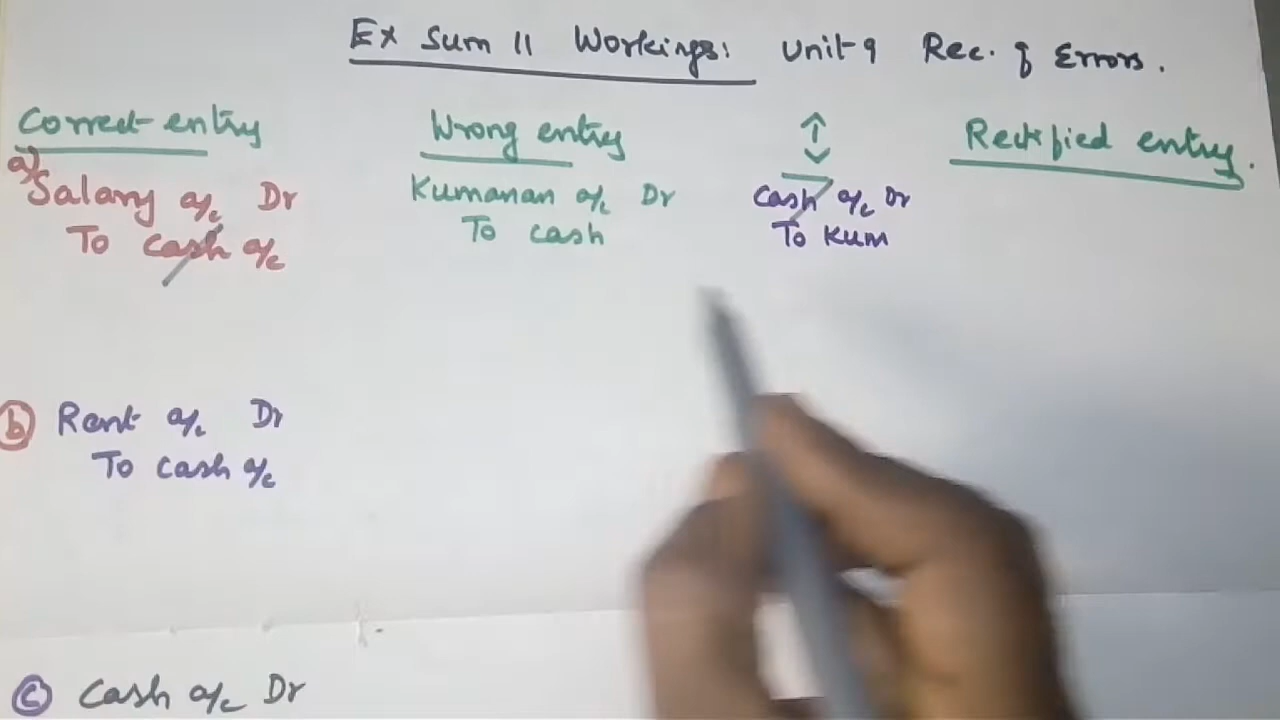 Ex Sum 11 Workings: Unit 9 Rec. of Errors.
Correct entry
Wrong entry
Rectified entry.
a)
Salary a/c Dr
To cash a/c
Kumanan a/c Dr
To cash
Cash a/c Dr
To Kum
b) Rent a/c Dr
To cash a/c
c) Cash a/c Dr